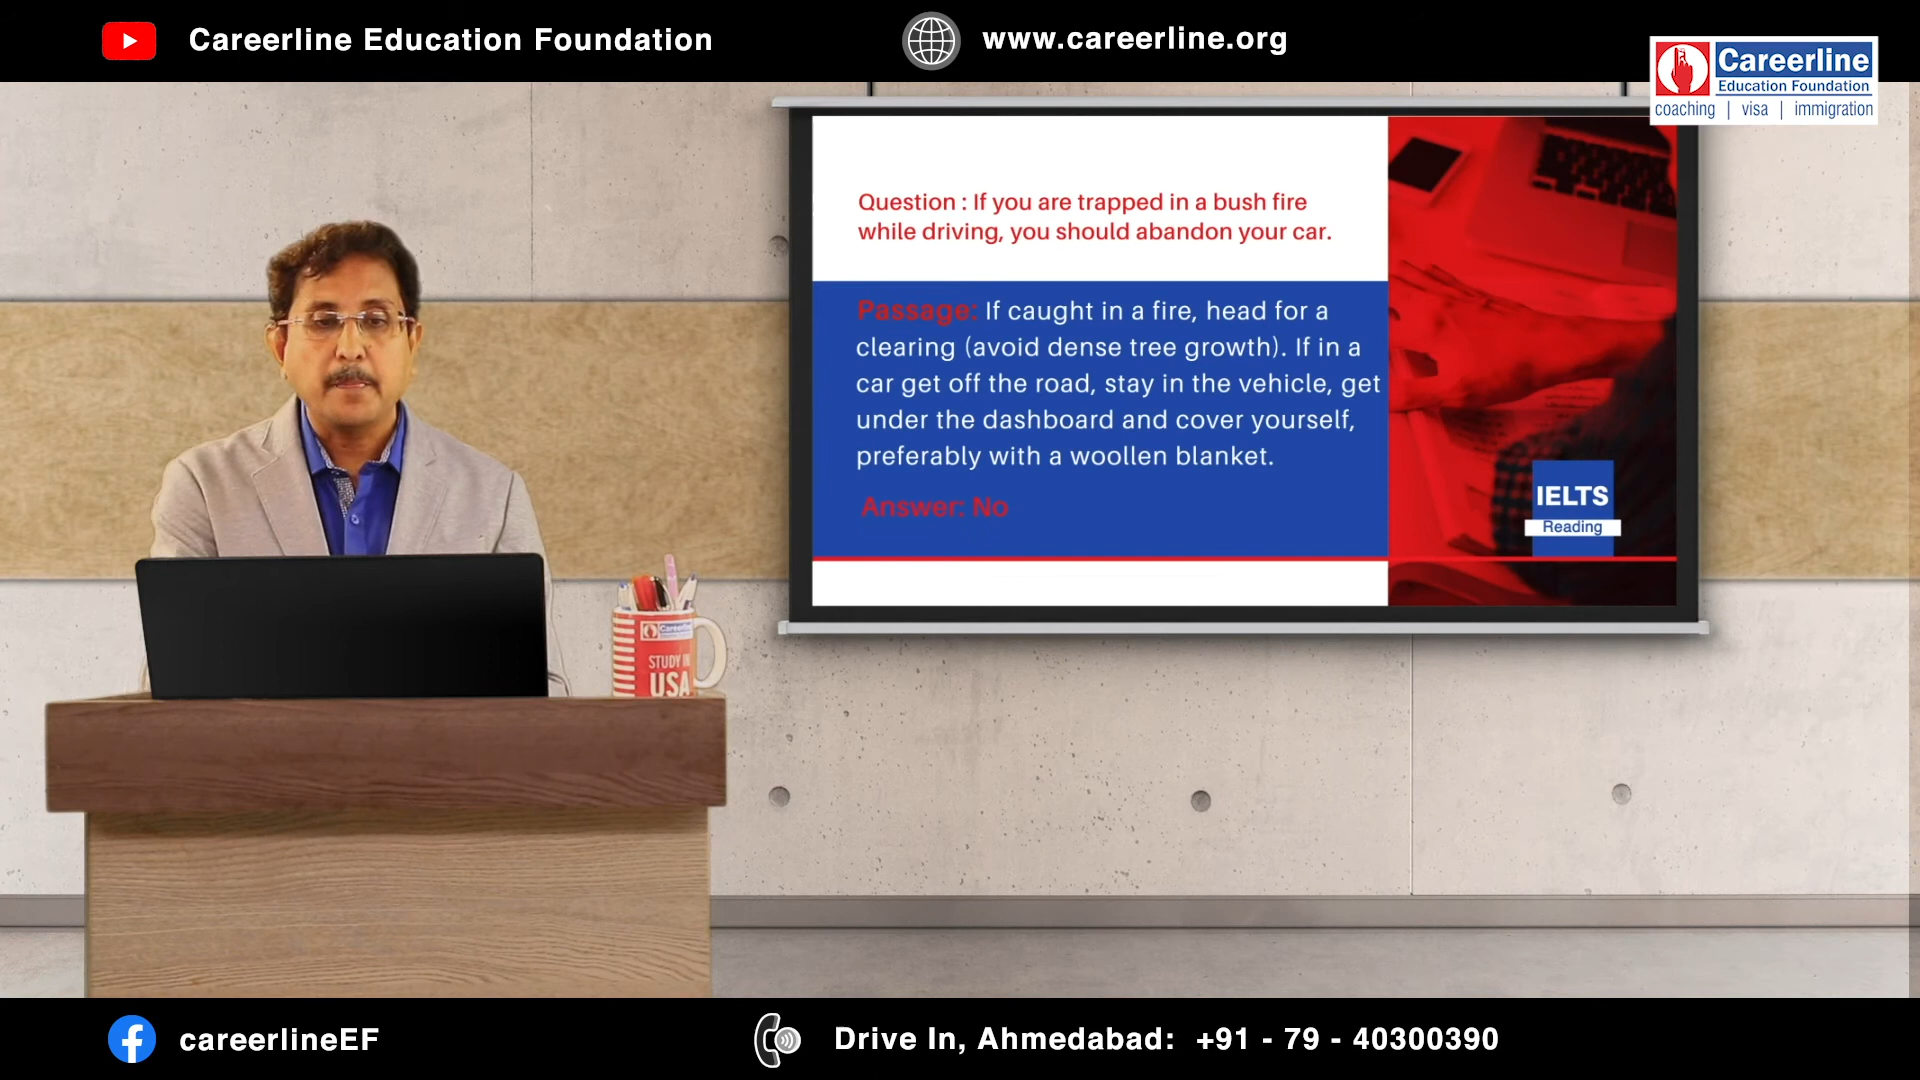 Careerline Education Foundation
www.careerline.org
Careerline
Education Foundation
coaching | visa | immigration
Question : If you are trapped in a bush fire
while driving, you should abandon your car.
Passage: If caught in a fire, head for a
clearing (avoid dense tree growth). If in a
car get off the road, stay in the vehicle, get
under the dashboard and cover yourself,
preferably with a woollen blanket.
Answer: No
IELTS
Reading
Careerline
STUDY IN
USA
careerlineEF
Drive In, Ahmedabad: +91 - 79 - 40300390